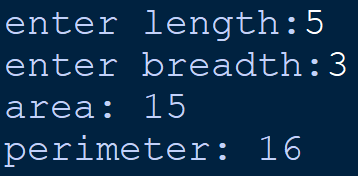 enter length:5
enter breadth:3
area: 15
perimeter: 16